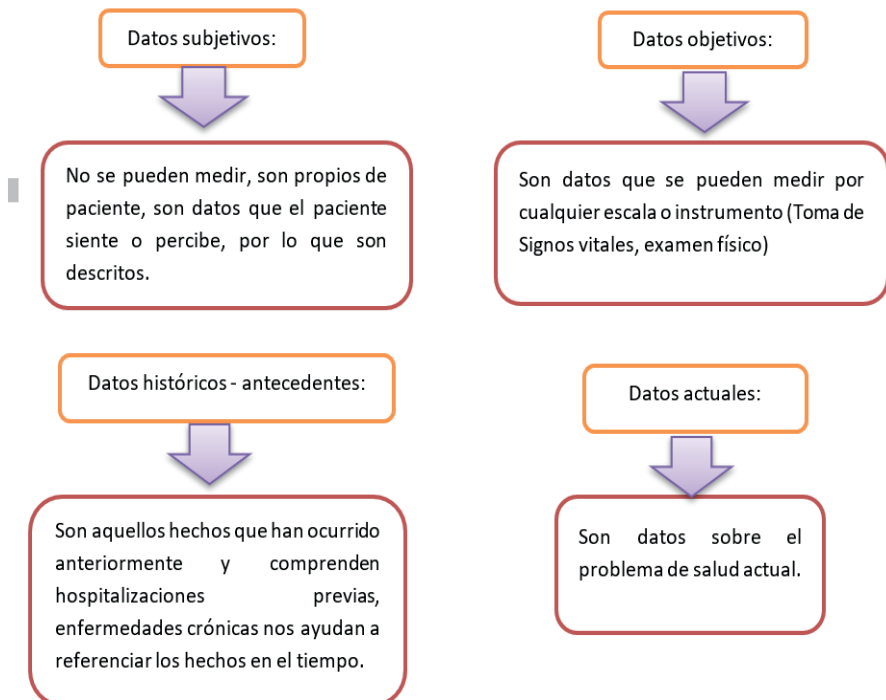 Datos subjetivos:
Datos objetivos:
No se pueden medir, son propios de
paciente, son datos que el paciente
siente o percibe, por lo que son
descritos.
Son datos que se pueden medir por
cualquier escala o instrumento (Toma de
Signos vitales, examen físico)
Datos históricos - antecedentes:
Datos actuales:
Son aquellos hechos que han ocurrido
anteriormente y comprenden
hospitalizaciones previas,
enfermedades crónicas nos ayudan a
referenciar los hechos en el tiempo.
Son datos sobre el
problema de salud actual.